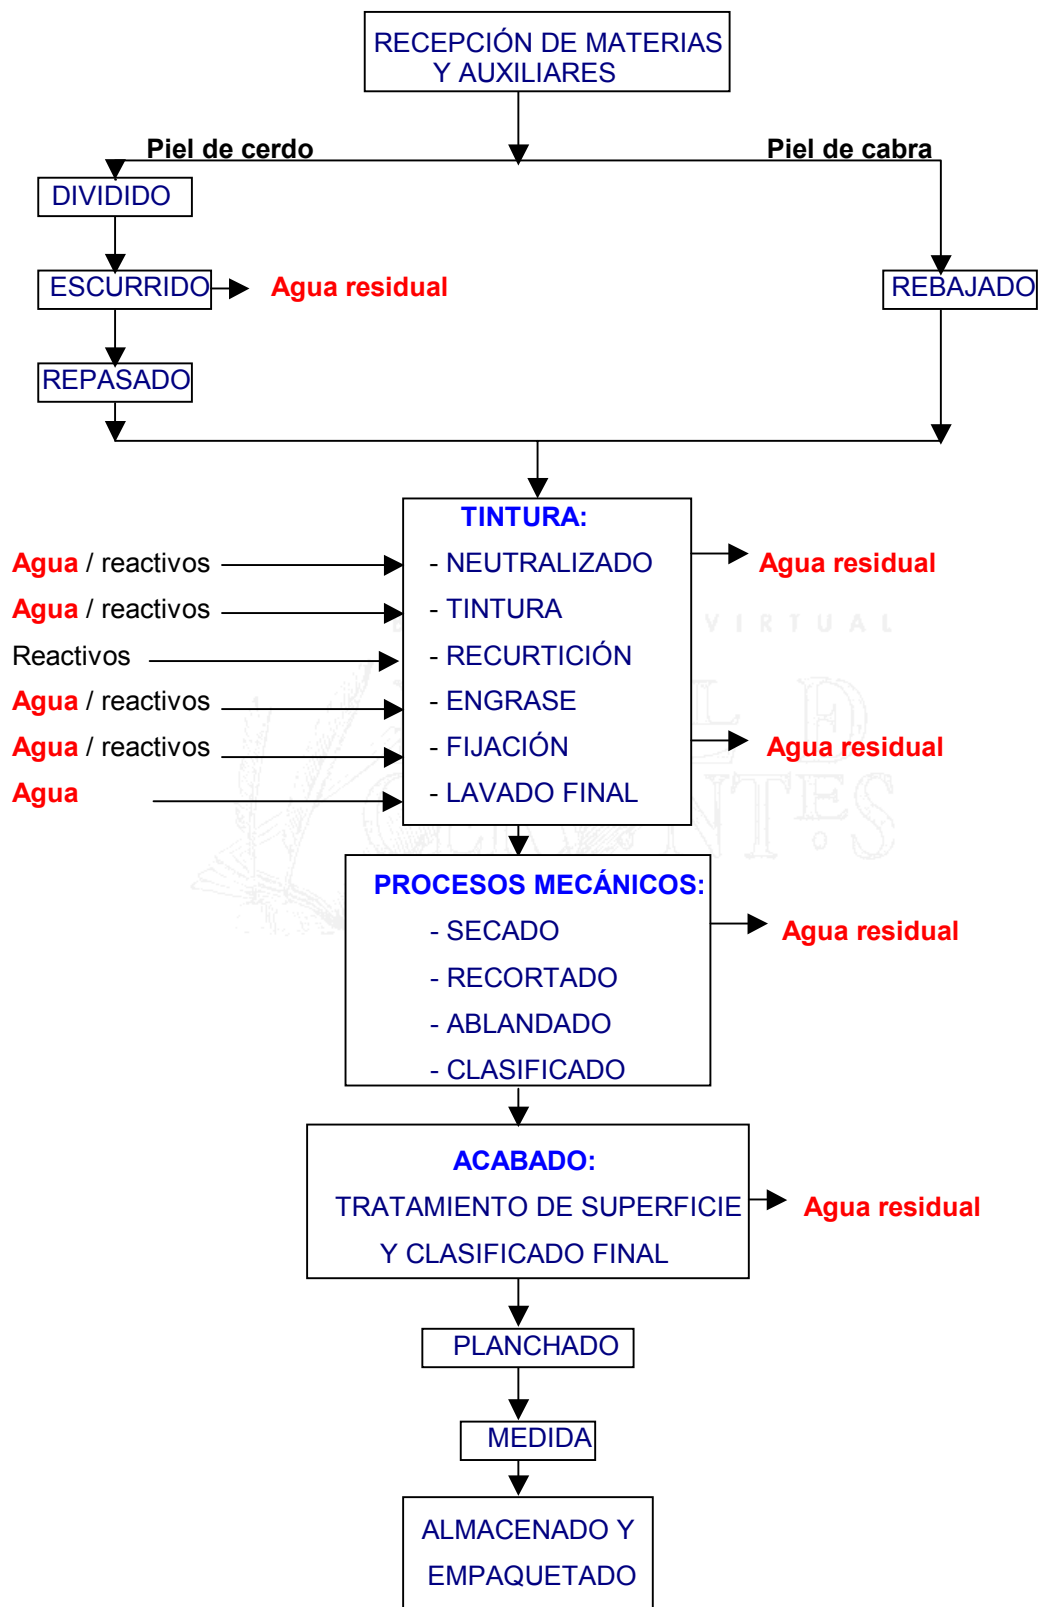 RECEPCIÓN DE MATERIAS
Y AUXILIARES
Piel de cerdo
Piel de cabra
DIVIDIDO
ESCURRIDO
Agua residual
REBAJADO
REPASADO
TINTURA:
Agua / reactivos
- NEUTRALIZADO
Agua residual
Agua / reactivos
- TINTURA
VIRTUAL
Reactivos
- RECURTICIÓN
Agua / reactivos
- ENGRASE
Agua / reactivos
- FIJACIÓN
Agua residual
Agua
- LAVADO FINAL
PROCESOS MECÁNICOS:
- SECADO
Agua residual
- RECORTADO
- ABLANDADO
- CLASIFICADO
ACABADO:
TRATAMIENTO DE SUPERFICIE
Agua residual
Y CLASIFICADO FINAL
PLANCHADO
MEDIDA
ALMACENADO Y
EMPAQUETADO